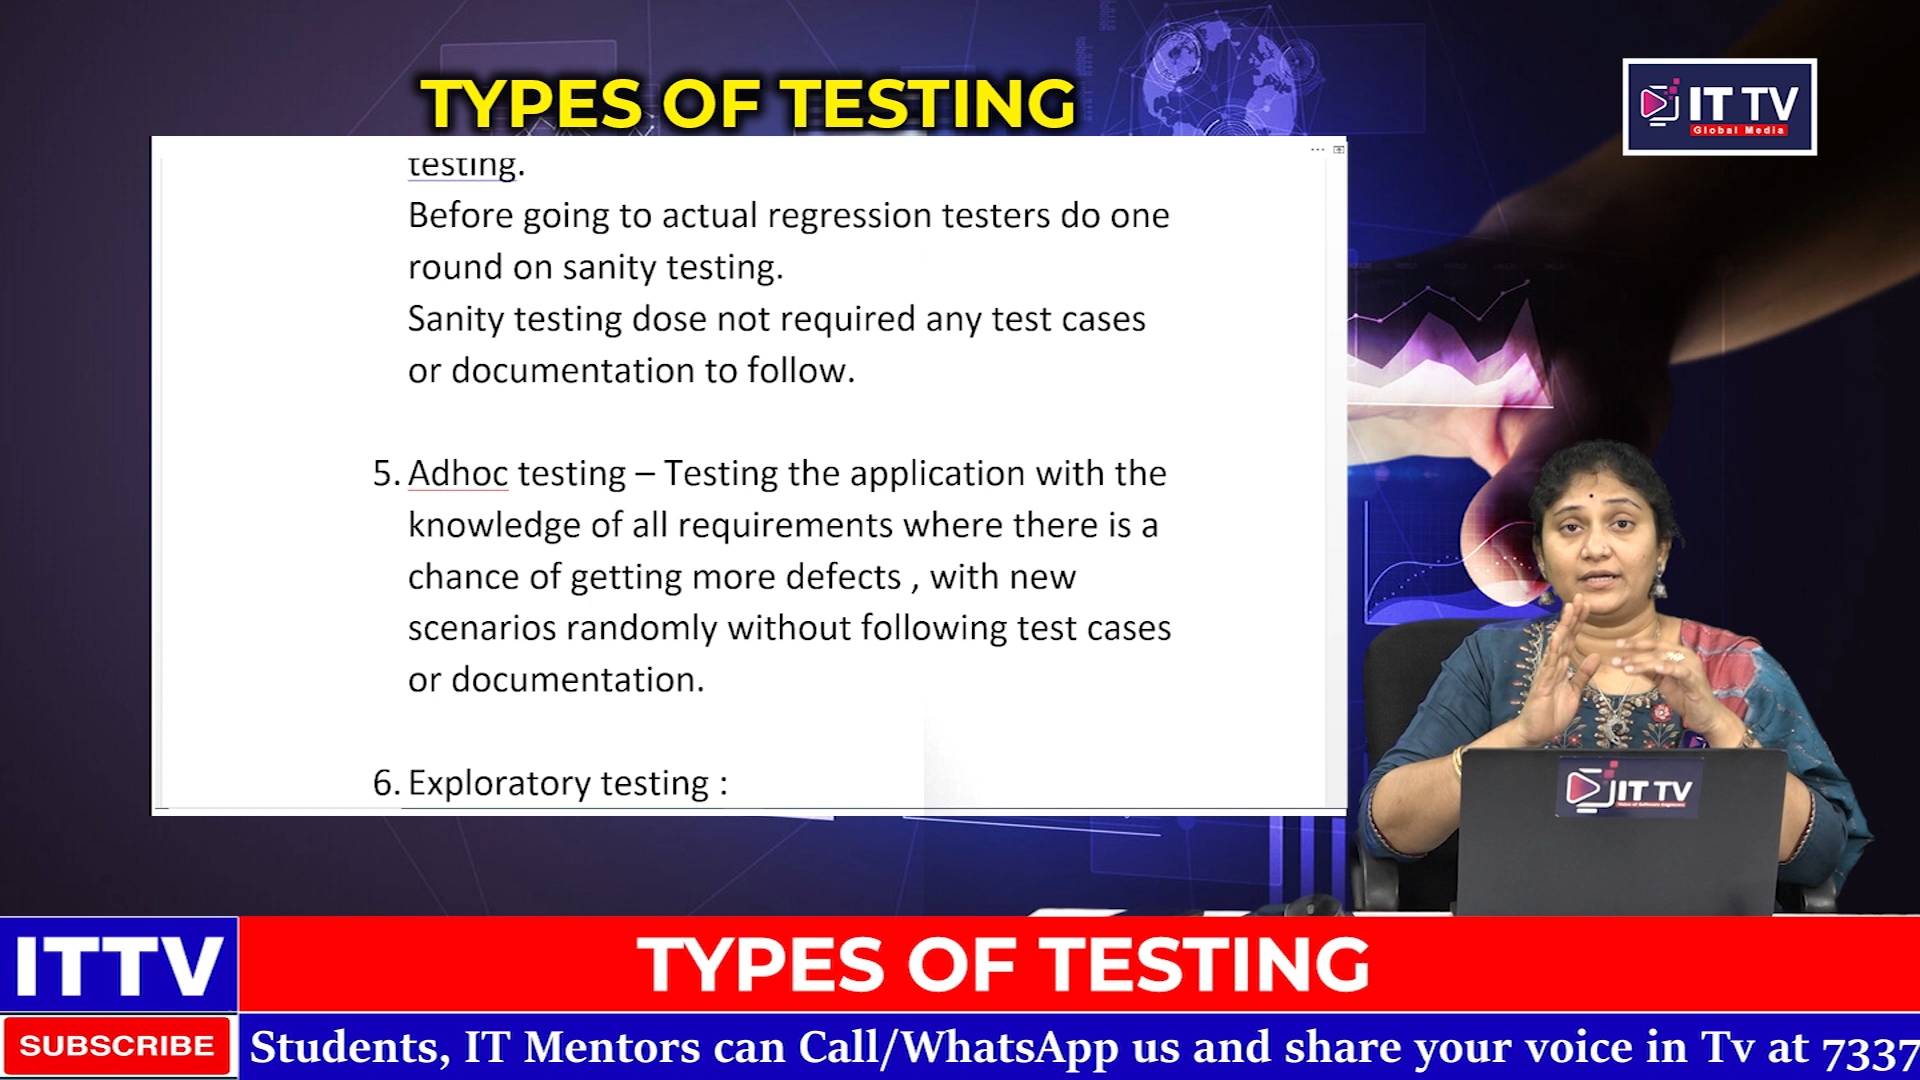 TYPES OF TESTING
IT TV
Global Media
testing.
Before going to actual regression testers do one
round on sanity testing.
Sanity testing dose not required any test cases
or documentation to follow.
5. Adhoc testing – Testing the application with the
knowledge of all requirements where there is a
chance of getting more defects , with new
scenarios randomly without following test cases
or documentation.
6. Exploratory testing :
IT TV
ITTV
TYPES OF TESTING
SUBSCRIBE
Students, IT Mentors can Call/WhatsApp us and share your voice in Tv at 7337